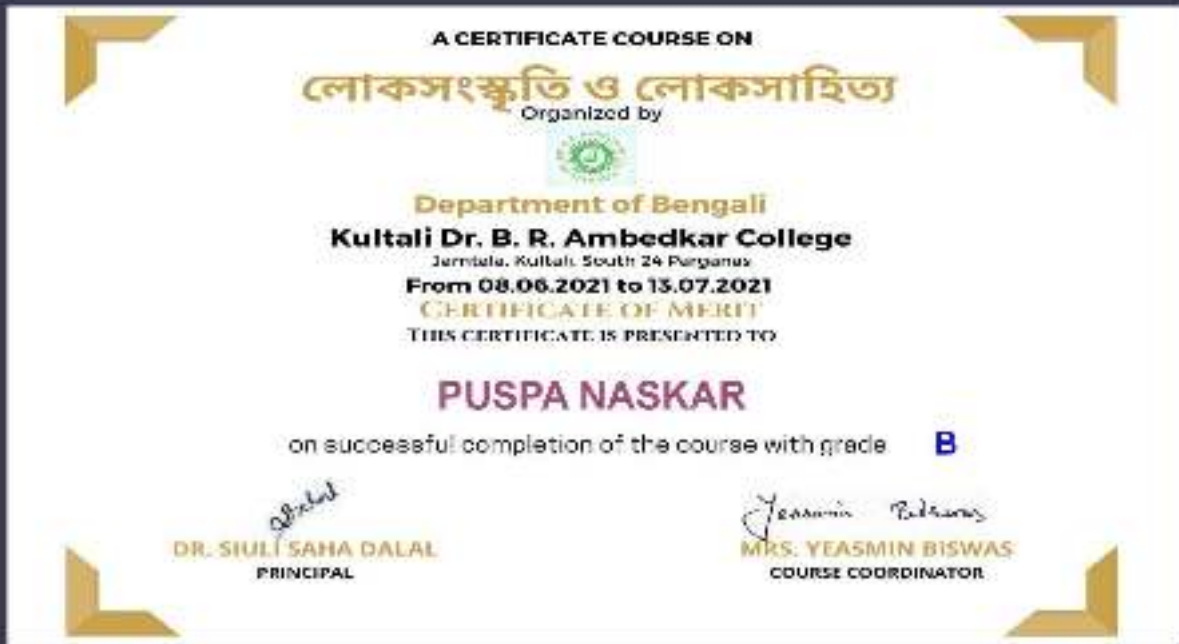 A CERTIFICATE COURSE ON
লোকসংস্কৃতি ও লোকসাহিত্য
Organized by
Department of Bengali
Kultali Dr. B. R. Ambedkar College
Jamtala, Kultali, South 24 Parganas
From 08.06.2021 to 13.07.2021
CERTIFICATE OF MERIT
THIS CERTIFICATE IS PRESENTED TO
PUSPA NASKAR
on successful completion of the course with grade B
Yeasmin Biswas
DR. SIULI SAHA DALAL MRS. YEASMIN BISWAS
PRINCIPAL COURSE COORDINATOR